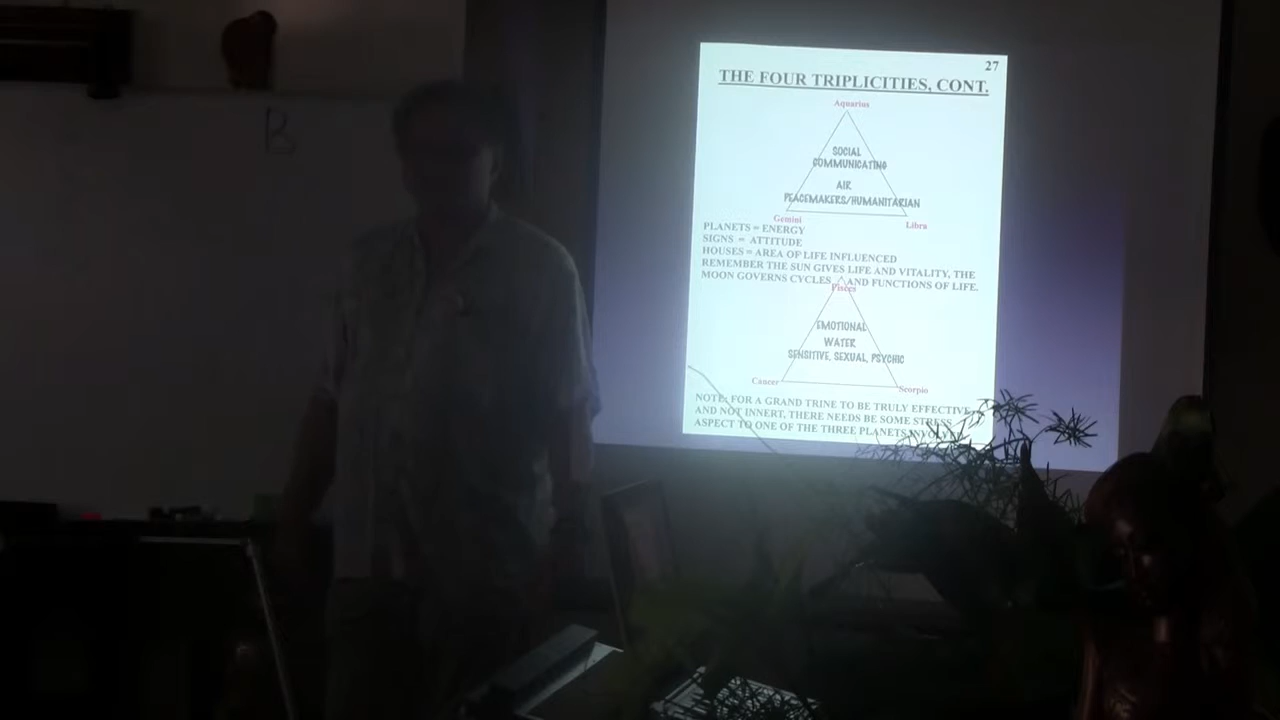 27
THE FOUR TRIPLICITIES, CONT.
Aquarius
SOCIAL
COMMUNICATING
AIR
PEACEMAKERS/HUMANITARIAN
Gemini
Libra
PLANETS = ENERGY
SIGNS = ATTITUDE
HOUSES = AREA OF LIFE INFLUENCED
REMEMBER THE SUN GIVES LIFE AND VITALITY, THE
MOON GOVERNS CYCLES AND FUNCTIONS OF LIFE.
Pisces
EMOTIONAL
WATER
SENSITIVE, SEXUAL, PSYCHIC
Cancer
Scorpio
NOTE: FOR A GRAND TRINE TO BE TRULY EFFECTIVE
AND NOT INNERT, THERE NEEDS BE SOME STRESS
ASPECT TO ONE OF THE THREE PLANETS
B